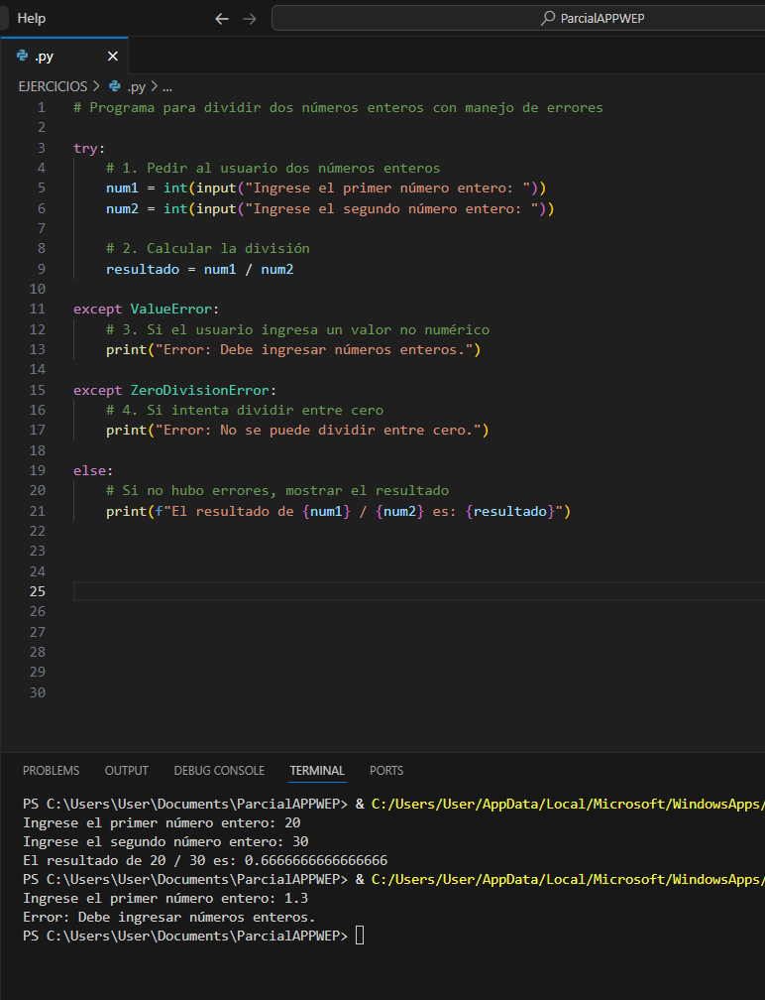 Help
ParcialAPPWEP
.py
EJERCICIOS > .py > ...
1 # Programa para dividir dos números enteros con manejo de errores
2
3 try:
4     # 1. Pedir al usuario dos números enteros
5     num1 = int(input("Ingrese el primer número entero: "))
6     num2 = int(input("Ingrese el segundo número entero: "))
7
8     # 2. Calcular la división
9     resultado = num1 / num2
10
11 except ValueError:
12     # 3. Si el usuario ingresa un valor no numérico
13     print("Error: Debe ingresar números enteros.")
14
15 except ZeroDivisionError:
16     # 4. Si intenta dividir entre cero
17     print("Error: No se puede dividir entre cero.")
18
19 else:
20     # Si no hubo errores, mostrar el resultado
21     print(f"El resultado de {num1} / {num2} es: {resultado}")
22
23
24
25
26
27
28
29
30
PROBLEMS OUTPUT DEBUG CONSOLE TERMINAL PORTS
PS C:\Users\User\Documents\ParcialAPPWEP> & C:/Users/User/AppData/Local/Microsoft/WindowsApps/
Ingrese el primer número entero: 20
Ingrese el segundo número entero: 30
El resultado de 20 / 30 es: 0.6666666666666666
PS C:\Users\User\Documents\ParcialAPPWEP> & C:/Users/User/AppData/Local/Microsoft/WindowsApps/
Ingrese el primer número entero: 1.3
Error: Debe ingresar números enteros.
PS C:\Users\User\Documents\ParcialAPPWEP>